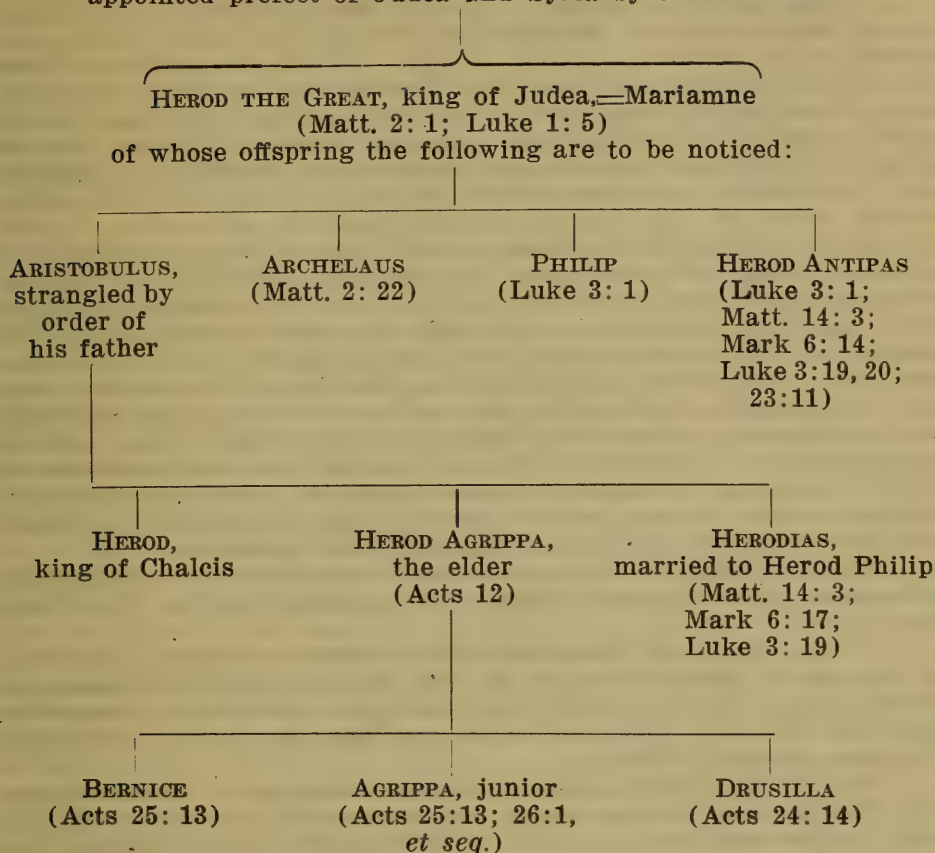 HEROD THE GREAT, king of Judea,=Mariamne
(Matt. 2: 1; Luke 1: 5)
of whose offspring the following are to be noticed:
ARISTOBULUS,
strangled by
order of
his father
ARCHELAUS
(Matt. 2: 22)
PHILIP
(Luke 3: 1)
HEROD ANTIPAS
(Luke 3: 1;
Matt. 14: 3;
Mark 6: 14;
Luke 3:19, 20;
23:11)
HEROD,
king of Chalcis
HEROD AGRIPPA,
the elder
(Acts 12)
HERODIAS,
married to Herod Philip
(Matt. 14: 3;
Mark 6: 17;
Luke 3: 19)
BERNICE
(Acts 25: 13)
AGRIPPA, junior
(Acts 25:13; 26:1,
et seq.)
DRUSILLA
(Acts 24: 14)